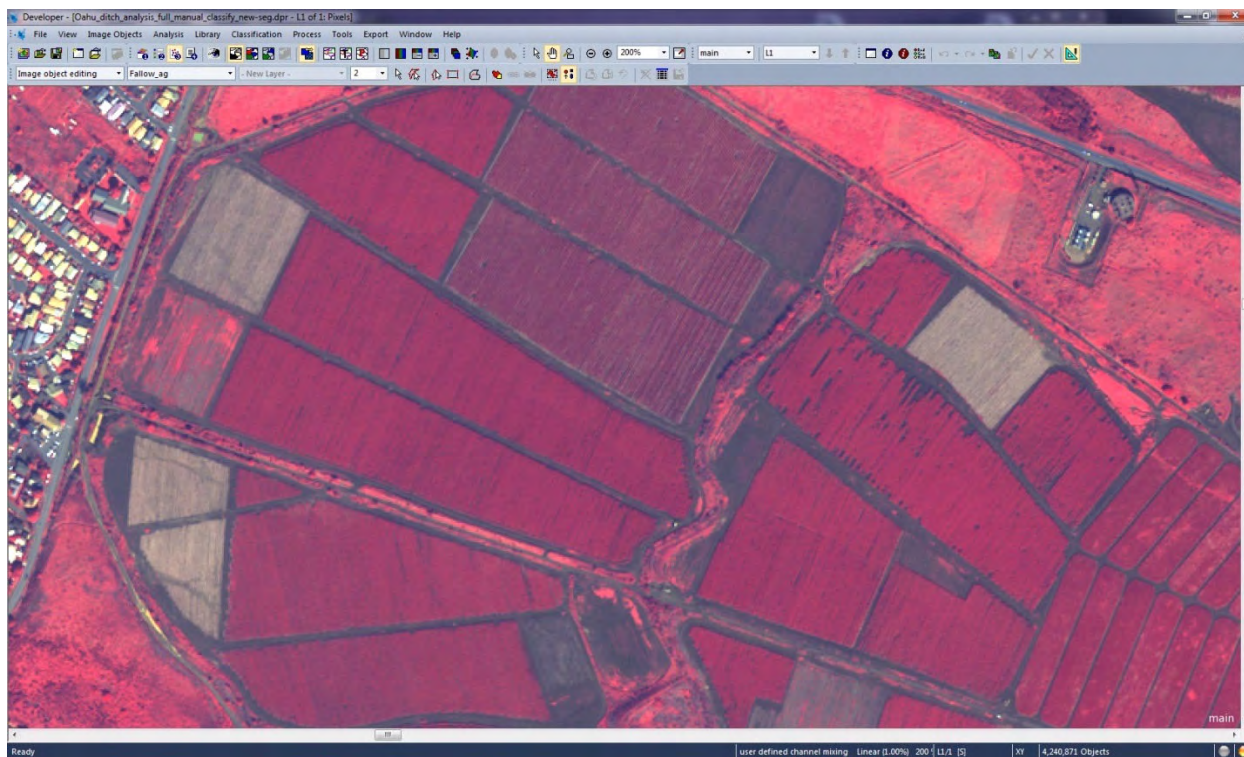 Developer - [Oahu_ditch_analysis_full_manual_classify_new-seg.dpr - L1 of 1: Pixels]
File View Image Objects Analysis Library Classification Process Tools Export Window Help
200% main L1
Image object editing Fallow_ag - New Layer - 2
main
Ready user defined channel mixing Linear (1.00%) 200 L1/1 [S] XY 4,240,871 Objects